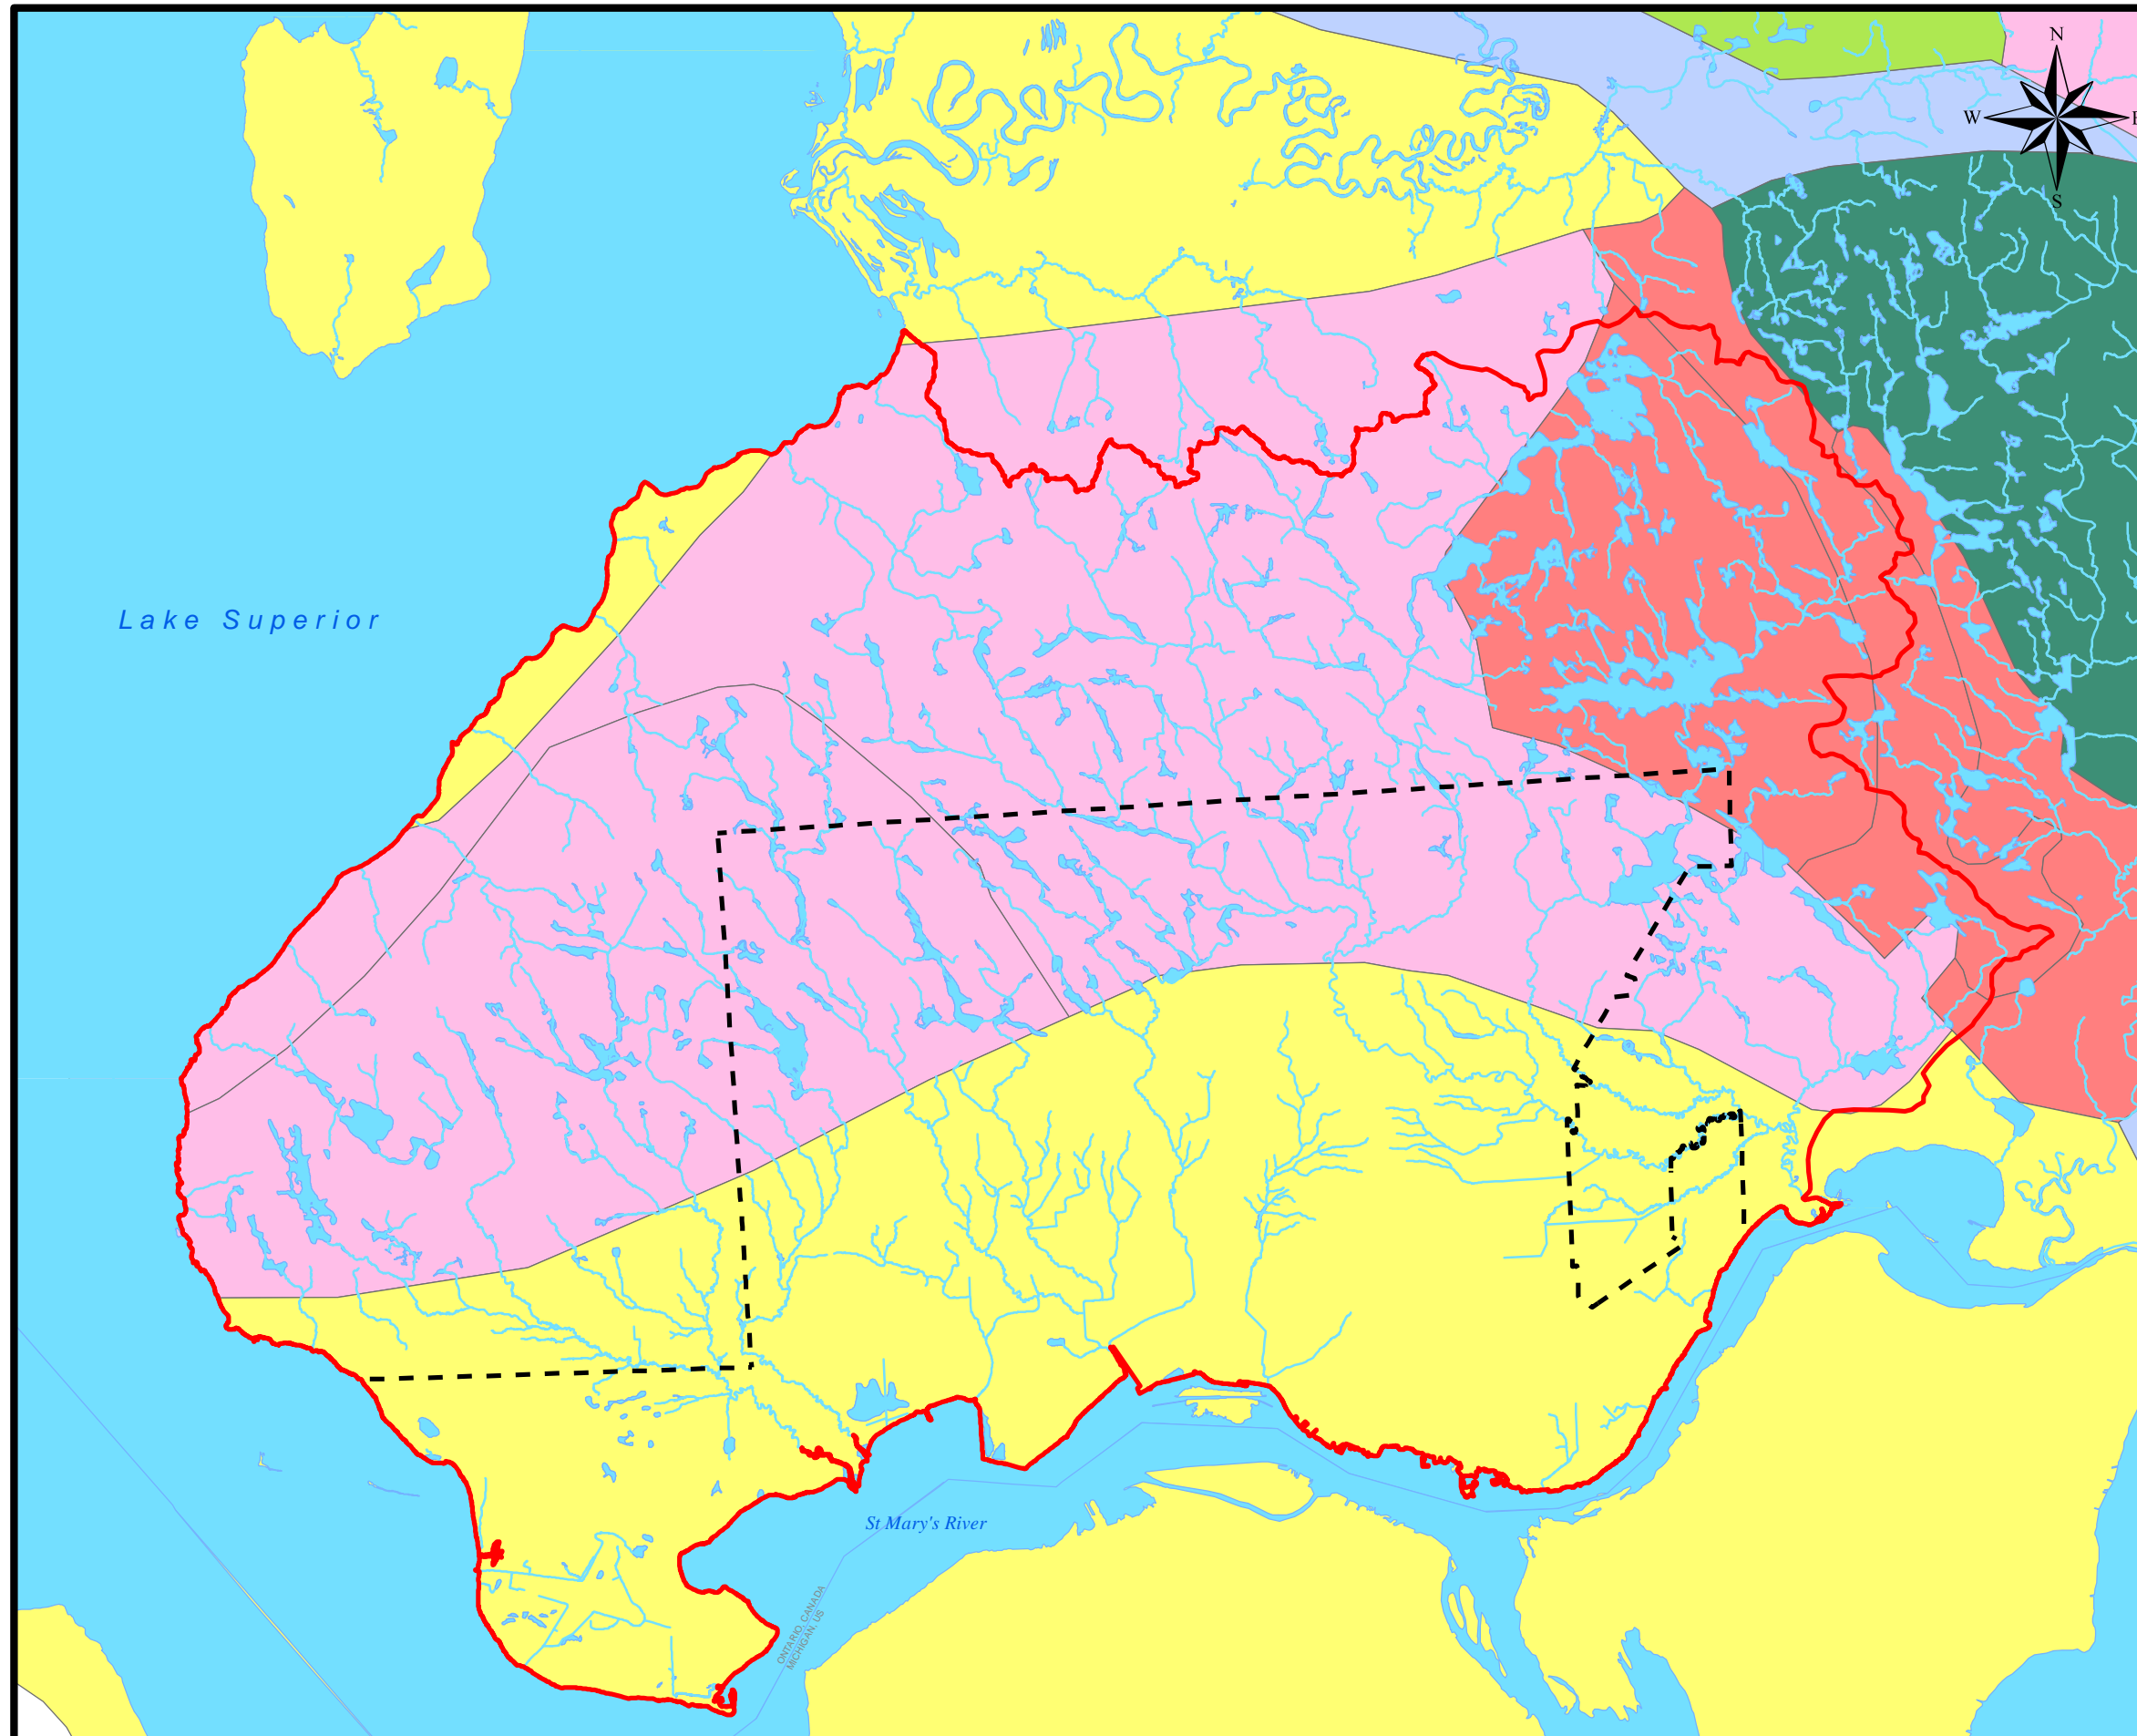 N
W
E
S
Lake Superior
St Mary's River
ONTARIO, CANADA
MICHIGAN, US